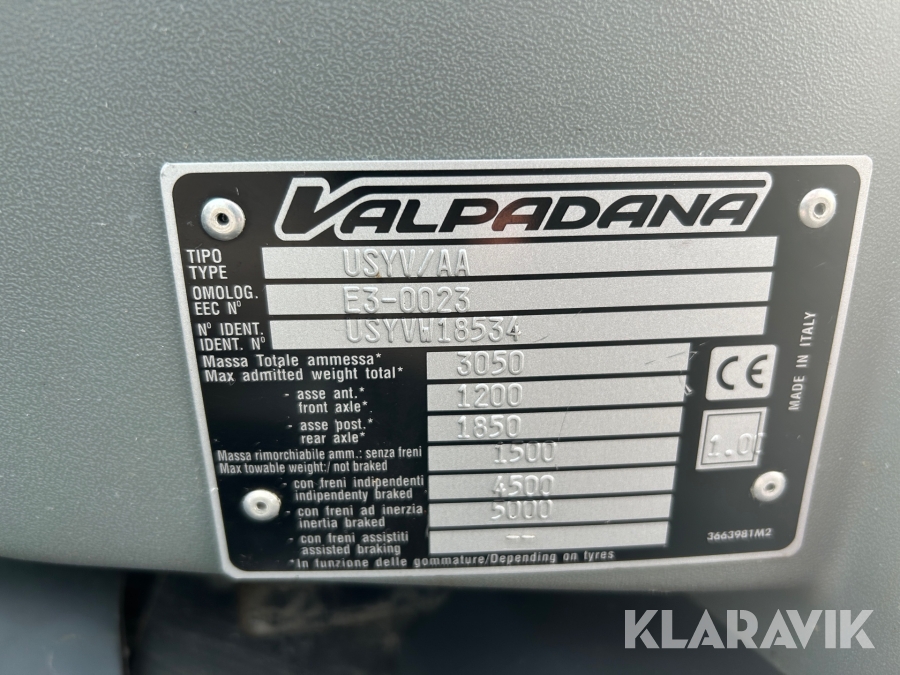 VALPADANA
TIPO
TYPE
USYV/AA
OMOLOG.
EEC N°
E3-0023
N° IDENT.
IDENT. N°
USYVW18534
Massa Totale ammessa*
Max admitted weight total*
3050
- asse ant.*
front axle*
1200
- asse post.*
rear axle*
1850
Massa rimorchiabile amm.: senza freni
Max towable weight:/ not braked
1500
- con freni indipendenti
indipendenty braked
4500
- con freni ad inerzia
inertia braked
5000
- con freni assistiti
assisted braking
--
*In funzione delle gommature/Depending on tyres
CE
MADE IN ITALY
3663981M2
KLARAVIK